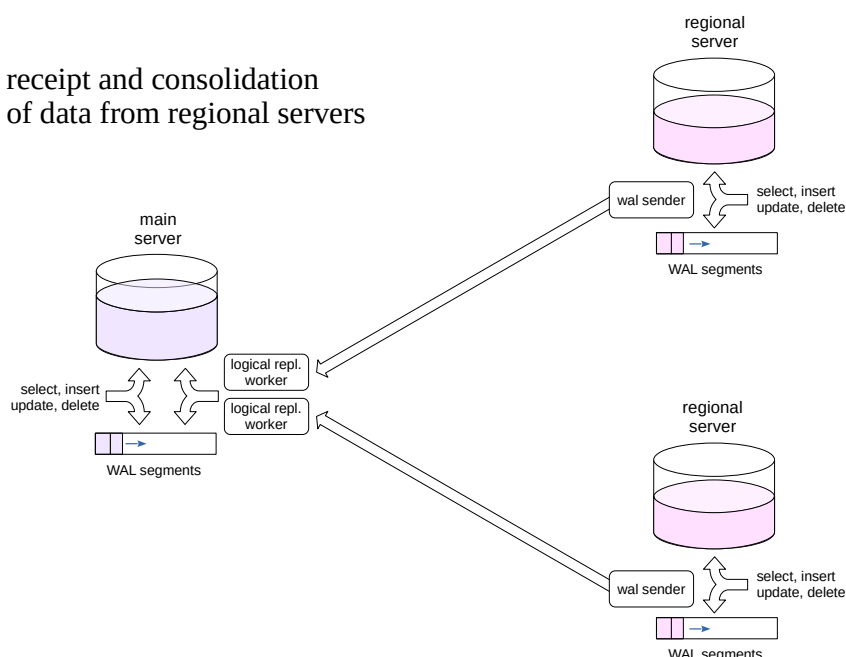 receipt and consolidation
of data from regional servers
regional
server
wal sender
select, insert
update, delete
WAL segments
main
server
logical repl.
worker
select, insert
update, delete
logical repl.
worker
WAL segments
regional
server
wal sender
select, insert
update, delete
WAL segments